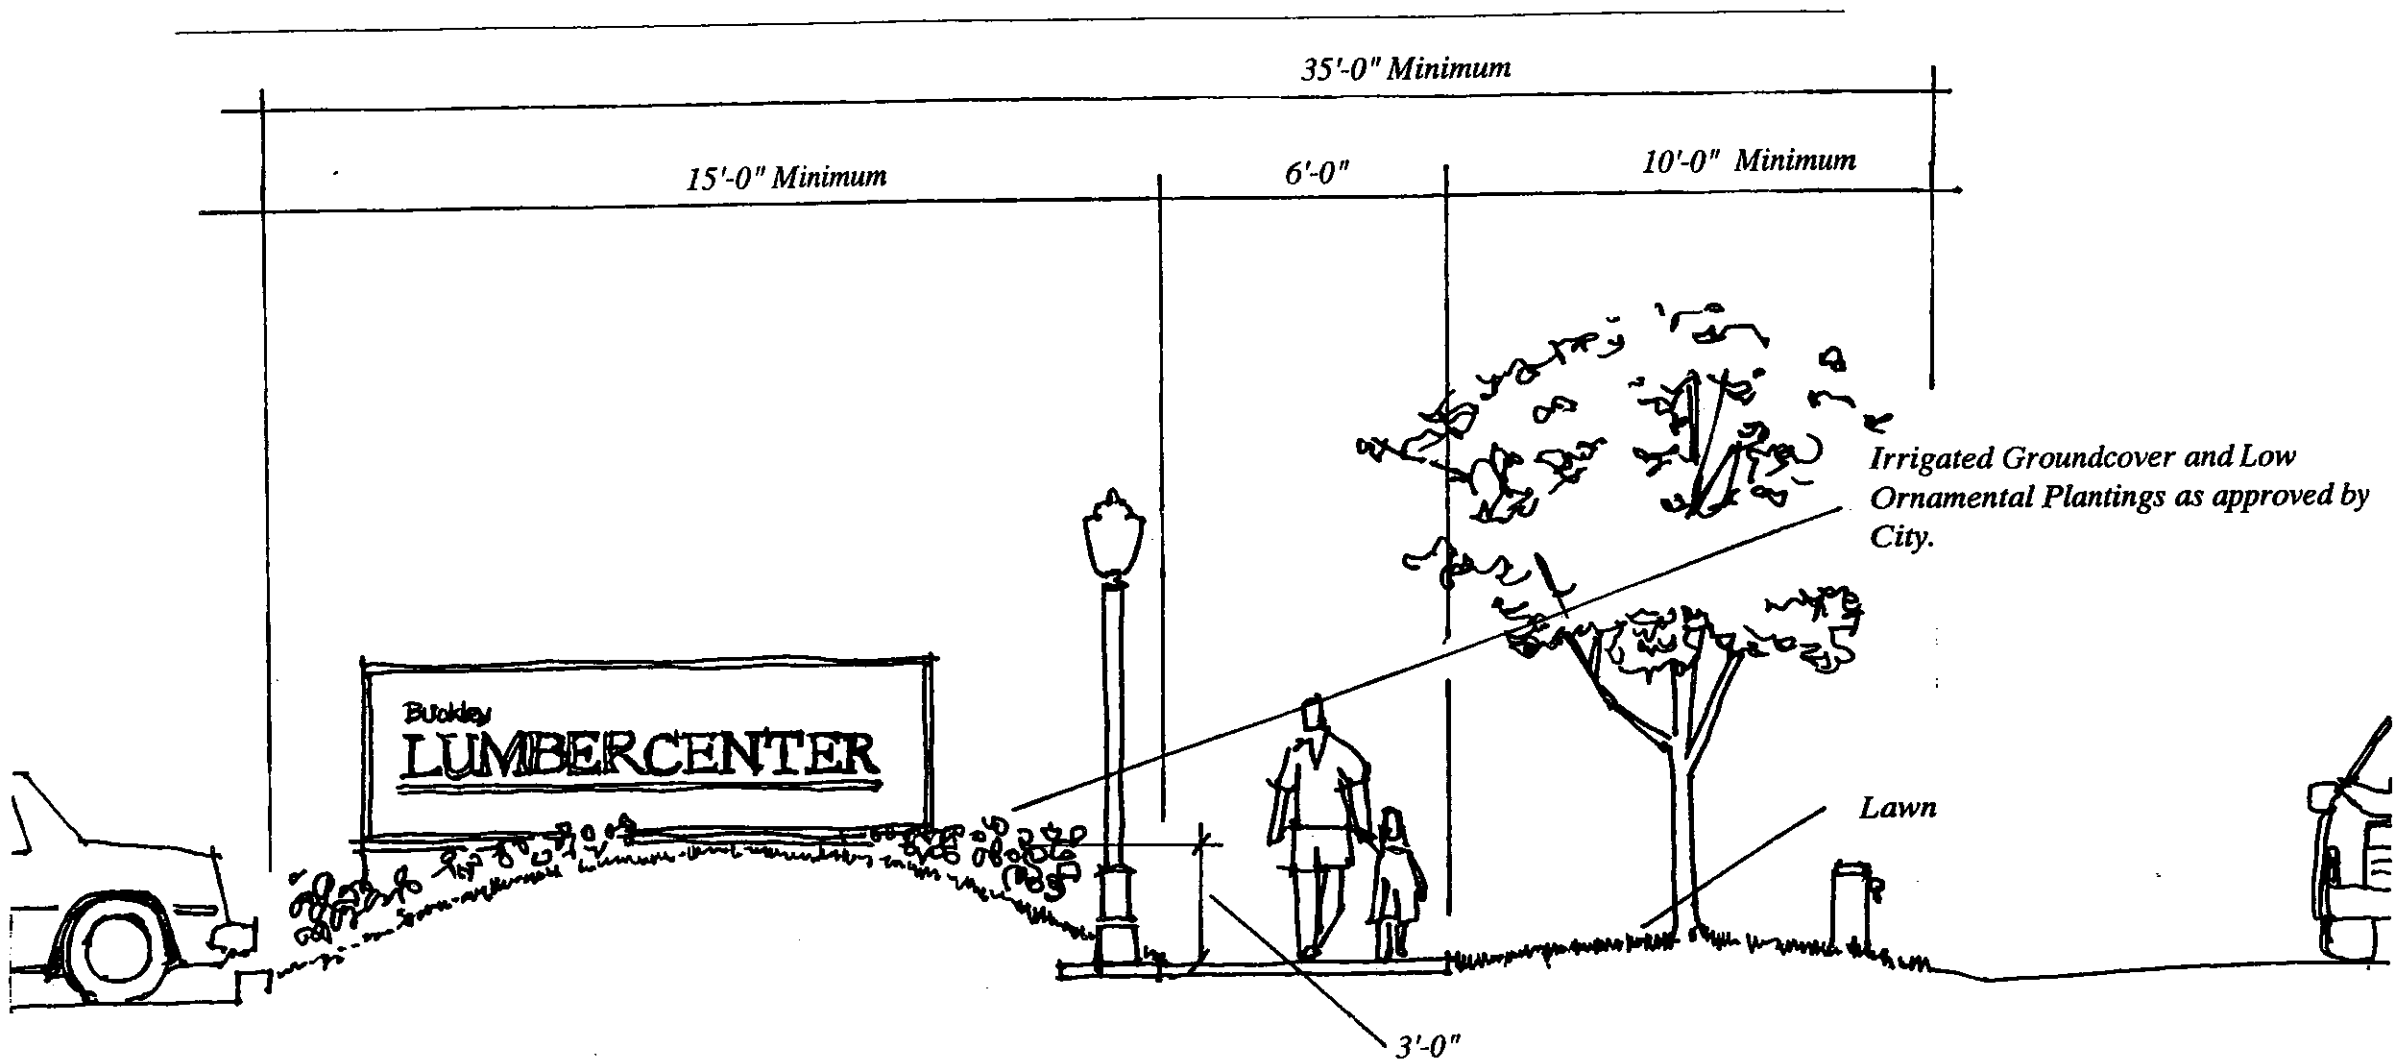 35'-0" Minimum
15'-0" Minimum
6'-0"
10'-0" Minimum
Irrigated Groundcover and Low
Ornamental Plantings as approved by
City.
Buckley
LUMBERCENTER
Lawn
3'-0"